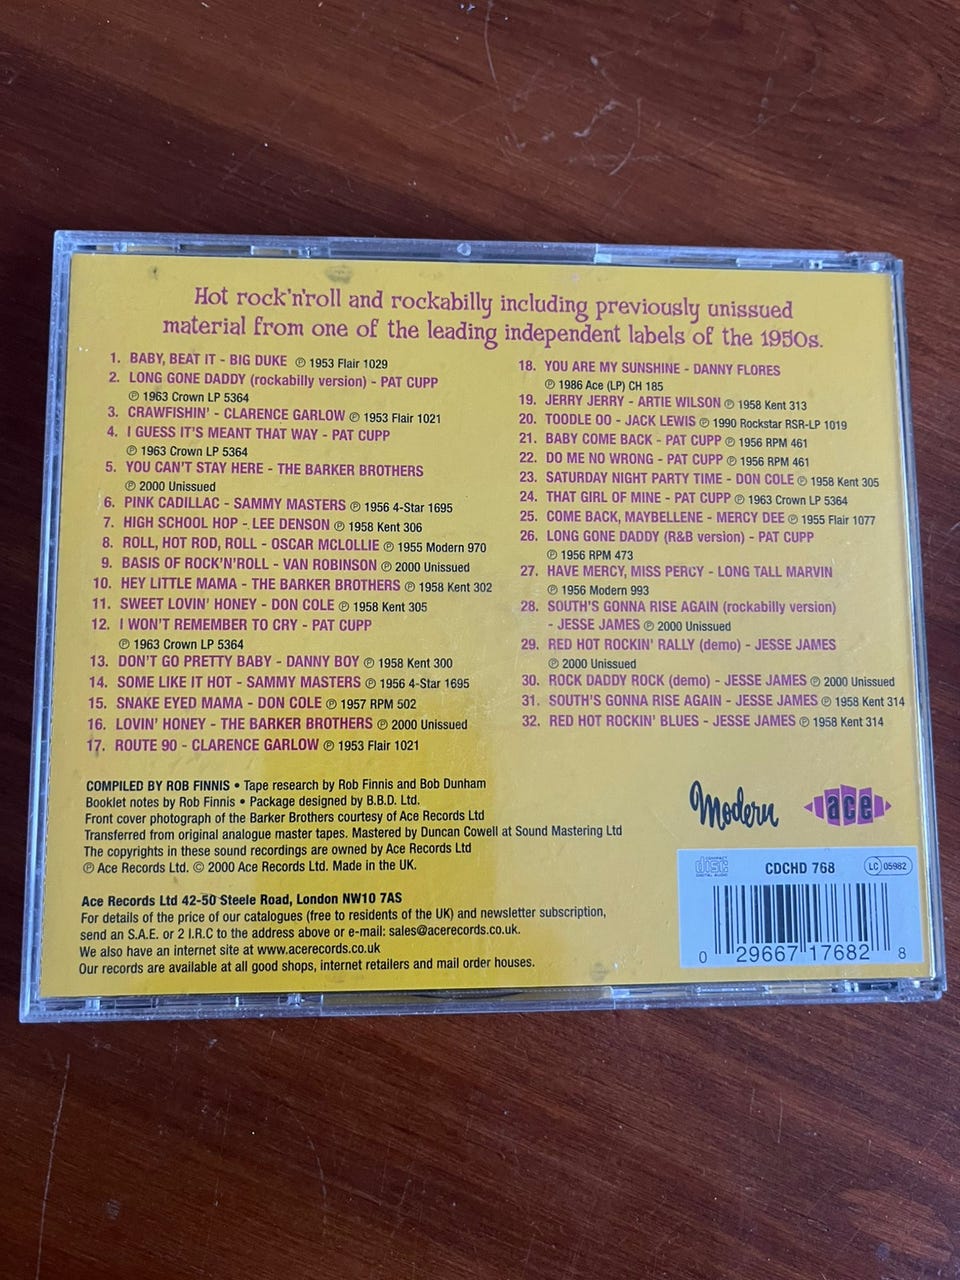 Hot rock'n'roll and rockabilly including previously unissued
material from one of the leading independent labels of the 1950s.
1. BABY, BEAT IT - BIG DUKE ℗ 1953 Flair 1029
2. LONG GONE DADDY (rockabilly version) - PAT CUPP
℗ 1963 Crown LP 5364
3. CRAWFISHIN' - CLARENCE GARLOW ℗ 1953 Flair 1021
4. I GUESS IT'S MEANT THAT WAY - PAT CUPP
℗ 1963 Crown LP 5364
5. YOU CAN'T STAY HERE - THE BARKER BROTHERS
℗ 2000 Unissued
6. PINK CADILLAC - SAMMY MASTERS ℗ 1956 4-Star 1695
7. HIGH SCHOOL HOP - LEE DENSON ℗ 1958 Kent 306
8. ROLL, HOT ROD, ROLL - OSCAR MCLOLLIE ℗ 1955 Modern 970
9. BASIS OF ROCK'N'ROLL - VAN ROBINSON ℗ 2000 Unissued
10. HEY LITTLE MAMA - THE BARKER BROTHERS ℗ 1958 Kent 302
11. SWEET LOVIN' HONEY - DON COLE ℗ 1958 Kent 305
12. I WON'T REMEMBER TO CRY - PAT CUPP
℗ 1963 Crown LP 5364
13. DON'T GO PRETTY BABY - DANNY BOY ℗ 1958 Kent 300
14. SOME LIKE IT HOT - SAMMY MASTERS ℗ 1956 4-Star 1695
15. SNAKE EYED MAMA - DON COLE ℗ 1957 RPM 502
16. LOVIN' HONEY - THE BARKER BROTHERS ℗ 2000 Unissued
17. ROUTE 90 - CLARENCE GARLOW ℗ 1953 Flair 1021
18. YOU ARE MY SUNSHINE - DANNY FLORES
℗ 1986 Ace (LP) CH 185
19. JERRY JERRY - ARTIE WILSON ℗ 1958 Kent 313
20. TOODLE OO - JACK LEWIS ℗ 1990 Rockstar RSR-LP 1019
21. BABY COME BACK - PAT CUPP ℗ 1956 RPM 461
22. DO ME NO WRONG - PAT CUPP ℗ 1956 RPM 461
23. SATURDAY NIGHT PARTY TIME - DON COLE ℗ 1958 Kent 305
24. THAT GIRL OF MINE - PAT CUPP ℗ 1963 Crown LP 5364
25. COME BACK, MAYBELLENE - MERCY DEE ℗ 1955 Flair 1077
26. LONG GONE DADDY (R&B version) - PAT CUPP
℗ 1956 RPM 473
27. HAVE MERCY, MISS PERCY - LONG TALL MARVIN
℗ 1956 Modern 993
28. SOUTH'S GONNA RISE AGAIN (rockabilly version)
- JESSE JAMES ℗ 2000 Unissued
29. RED HOT ROCKIN' RALLY (demo) - JESSE JAMES
℗ 2000 Unissued
30. ROCK DADDY ROCK (demo) - JESSE JAMES ℗ 2000 Unissued
31. SOUTH'S GONNA RISE AGAIN - JESSE JAMES ℗ 1958 Kent 314
32. RED HOT ROCKIN' BLUES - JESSE JAMES ℗ 1958 Kent 314
COMPILED BY ROB FINNIS • Tape research by Rob Finnis and Bob Dunham
Booklet notes by Rob Finnis • Package designed by B.B.D. Ltd.
Front cover photograph of the Barker Brothers courtesy of Ace Records Ltd
Transferred from original analogue master tapes. Mastered by Duncan Cowell at Sound Mastering Ltd
The copyrights in these sound recordings are owned by Ace Records Ltd
℗ Ace Records Ltd. © 2000 Ace Records Ltd. Made in the UK.
Modern
ace
Ace Records Ltd 42-50 Steele Road, London NW10 7AS
For details of the price of our catalogues (free to residents of the UK) and newsletter subscription,
send an S.A.E. or 2 I.R.C to the address above or e-mail: sales@acerecords.co.uk.
We also have an internet site at www.acerecords.co.uk
Our records are available at all good shops, internet retailers and mail order houses.
COMPACT
disc
DIGITAL AUDIO
CDCHD 768
LC 05982
0 29667 17682 8